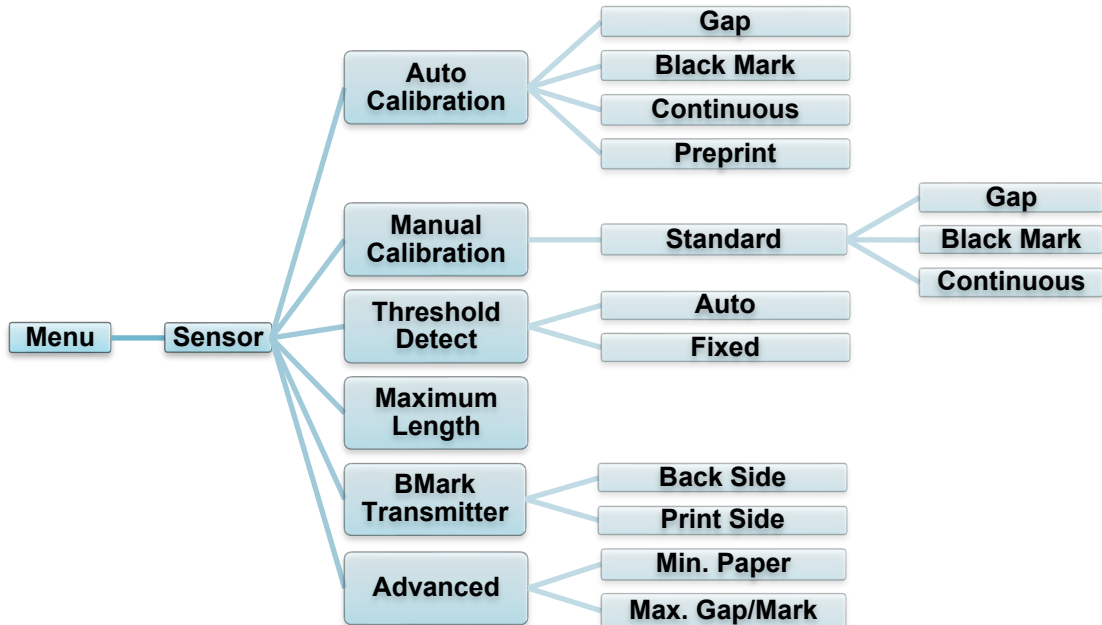 Menu
Sensor
Auto
Calibration
Gap
Black Mark
Continuous
Preprint
Manual
Calibration
Standard
Gap
Black Mark
Continuous
Threshold
Detect
Auto
Fixed
Maximum
Length
BMark
Transmitter
Back Side
Print Side
Advanced
Min. Paper
Max. Gap/Mark